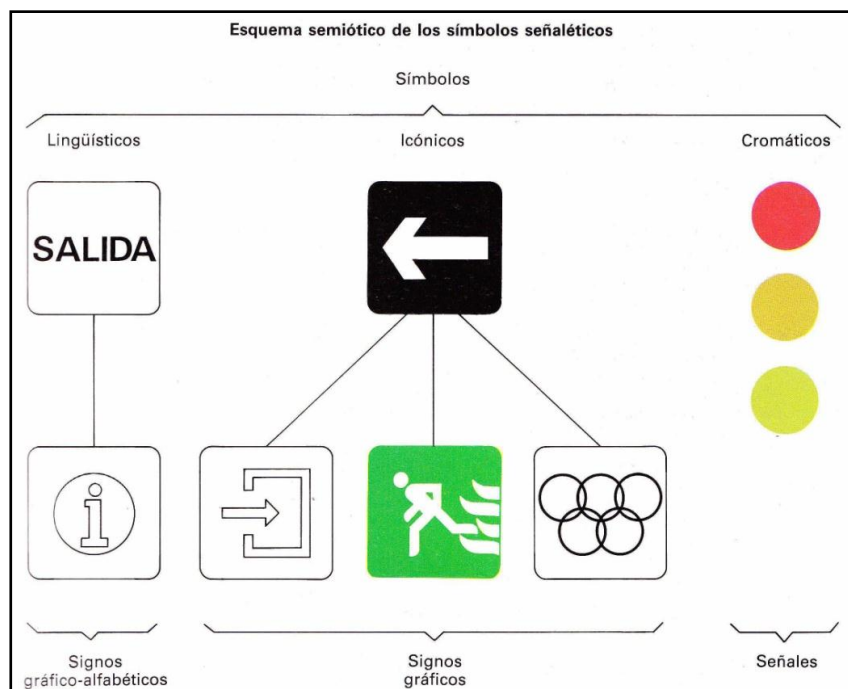 Esquema semiótico de los símbolos señaléticos
Símbolos
Lingüísticos
Icónicos
Cromáticos
SALIDA
i
Signos
gráfico-alfabéticos
Signos
gráficos
Señales